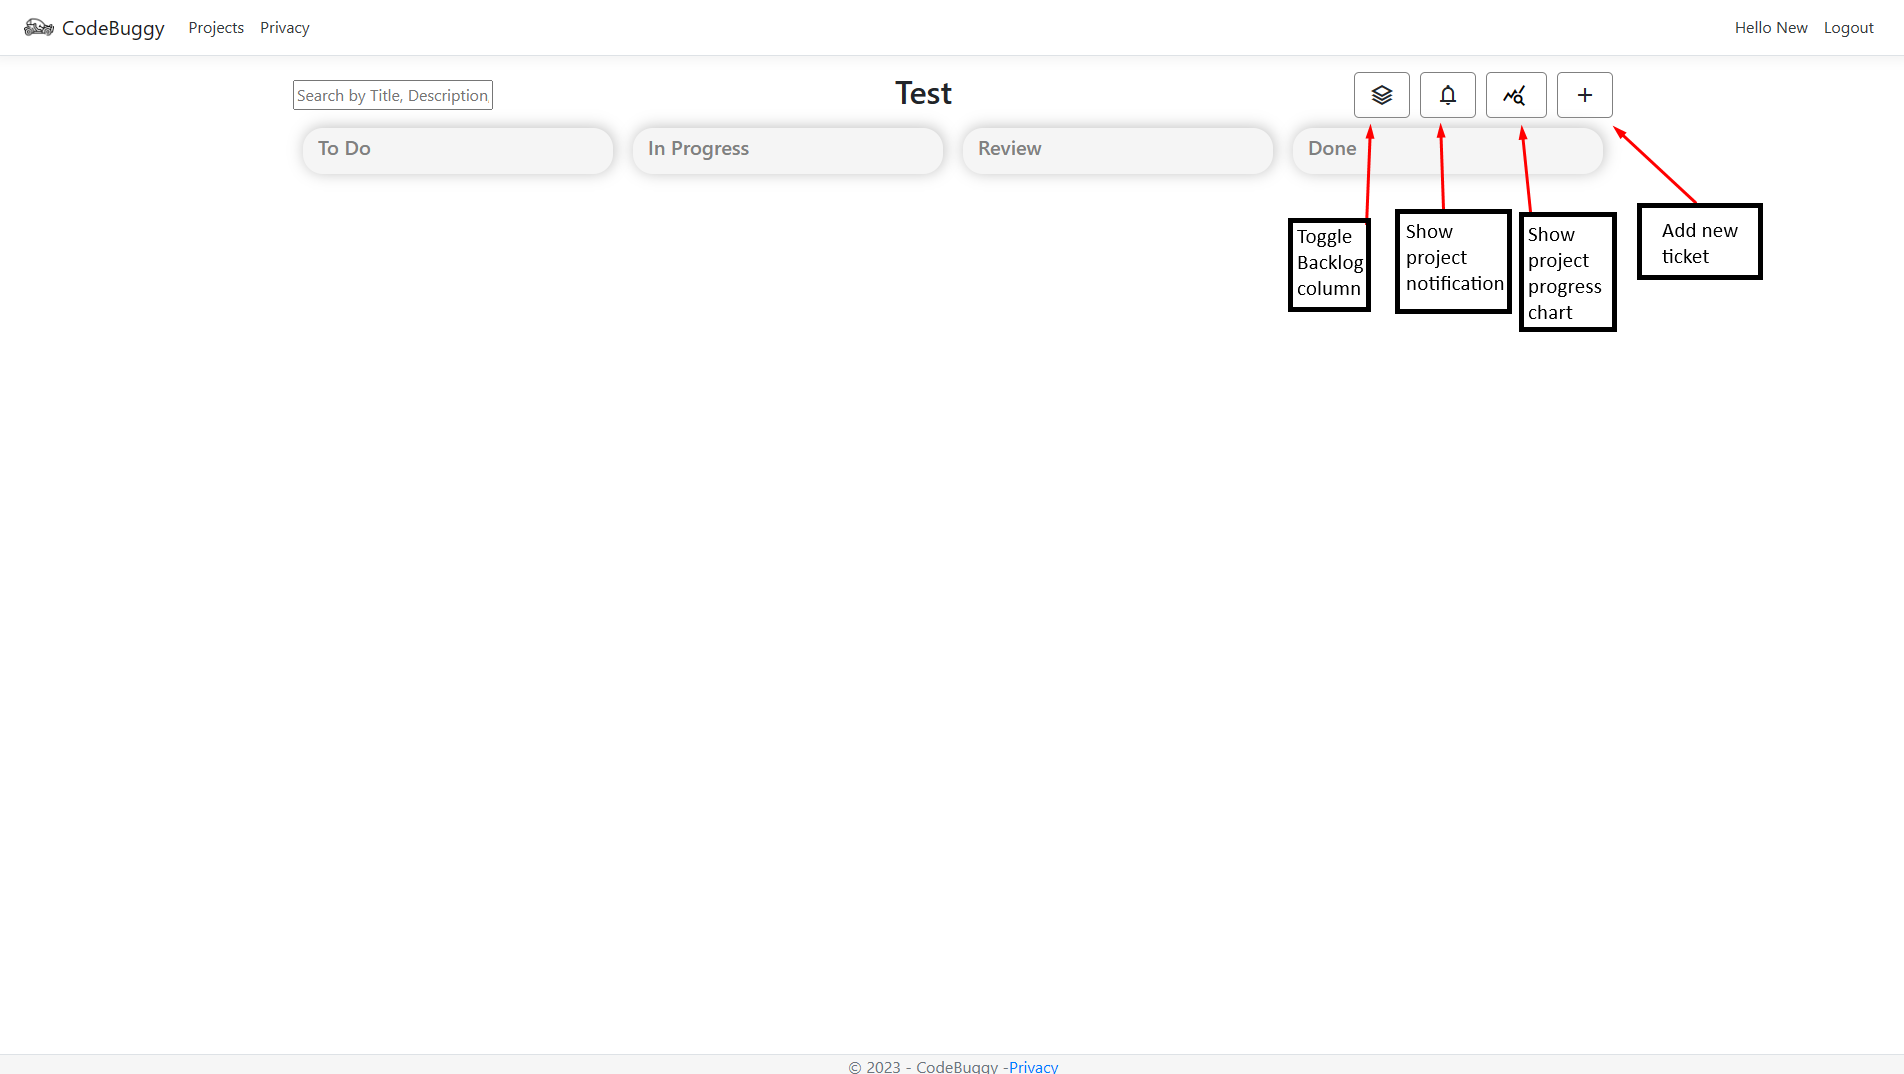 CodeBuggy Projects Privacy Hello New Logout
Search by Title, Description
Test
To Do
In Progress
Review
Done
Toggle
Backlog
column
Show
project
notification
Show
project
progress
chart
Add new
ticket
© 2023 - CodeBuggy -Privacy